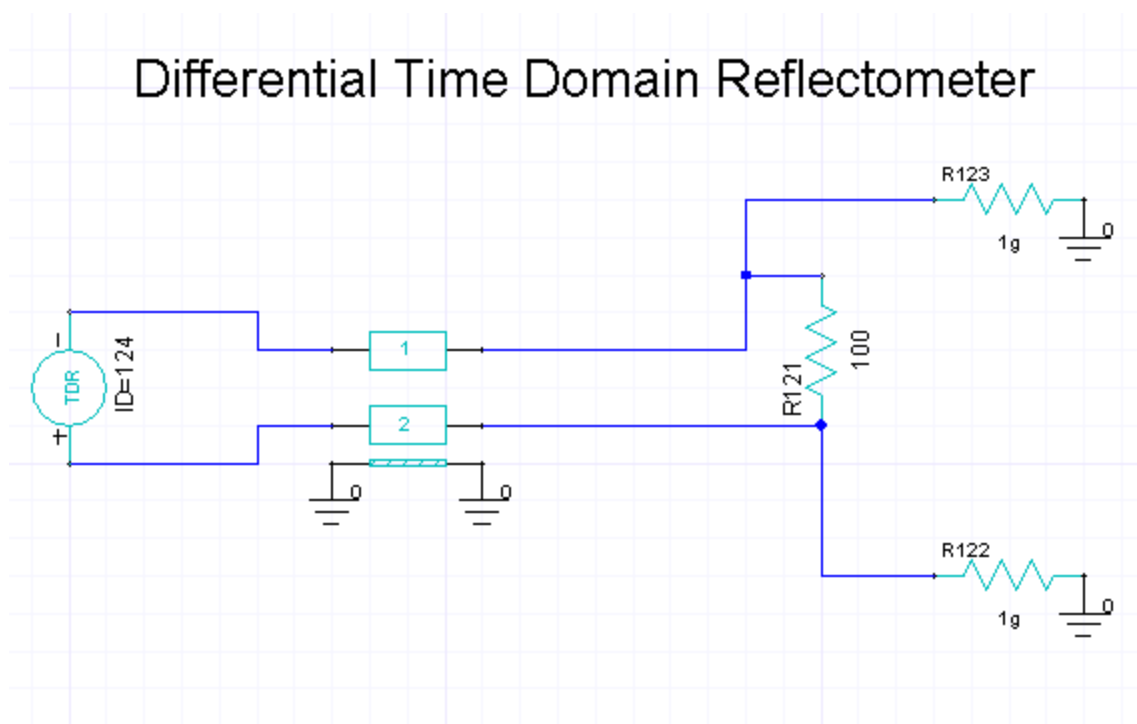 Differential Time Domain Reflectometer
R123
1g
0
−
TDR
ID=124
+
1
2
0
0
R121
100
R122
1g
0